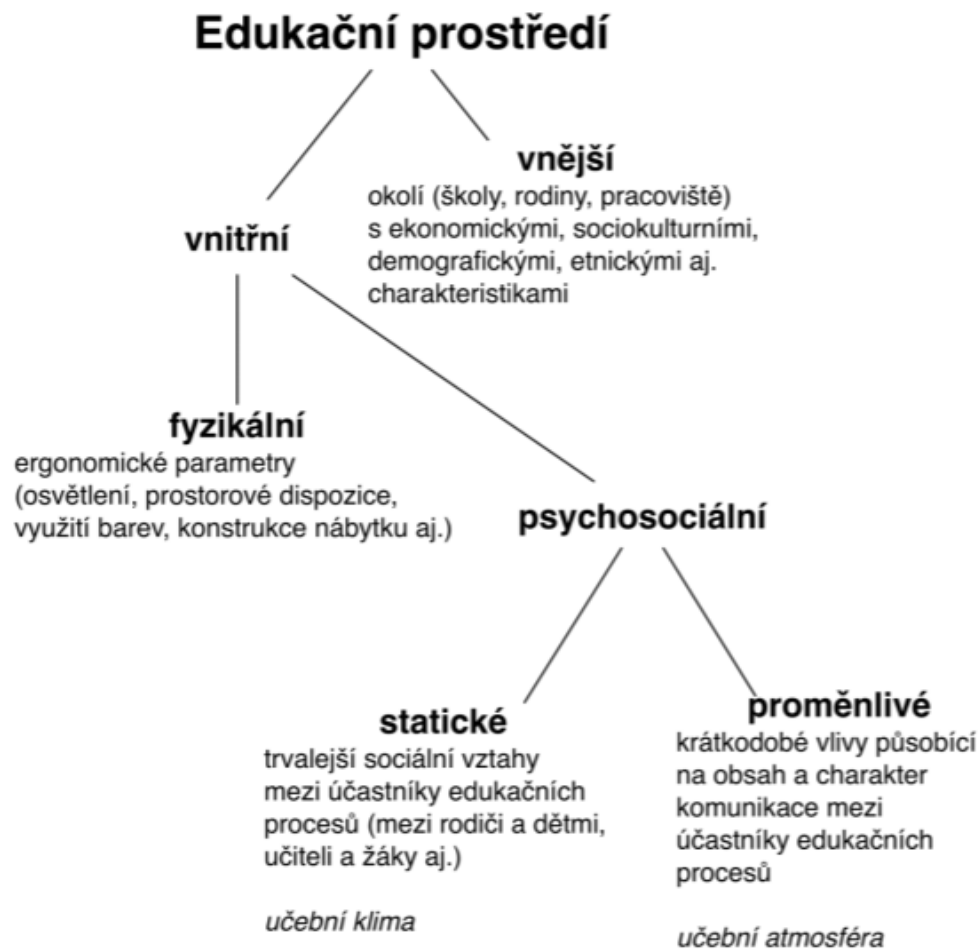 Edukační prostředí
vnější
okolí (školy, rodiny, pracoviště)
s ekonomickými, sociokulturními,
demografickými, etnickými aj.
charakteristikami
vnitřní
fyzikální
ergonomické parametry
(osvětlení, prostorové dispozice,
využití barev, konstrukce nábytku aj.)
psychosociální
statické
trvalejší sociální vztahy
mezi účastníky edukačních
procesů (mezi rodiči a dětmi,
učiteli a žáky aj.)
učební klima
proměnlivé
krátkodobé vlivy působící
na obsah a charakter
komunikace mezi
účastníky edukačních
procesů
učební atmosféra